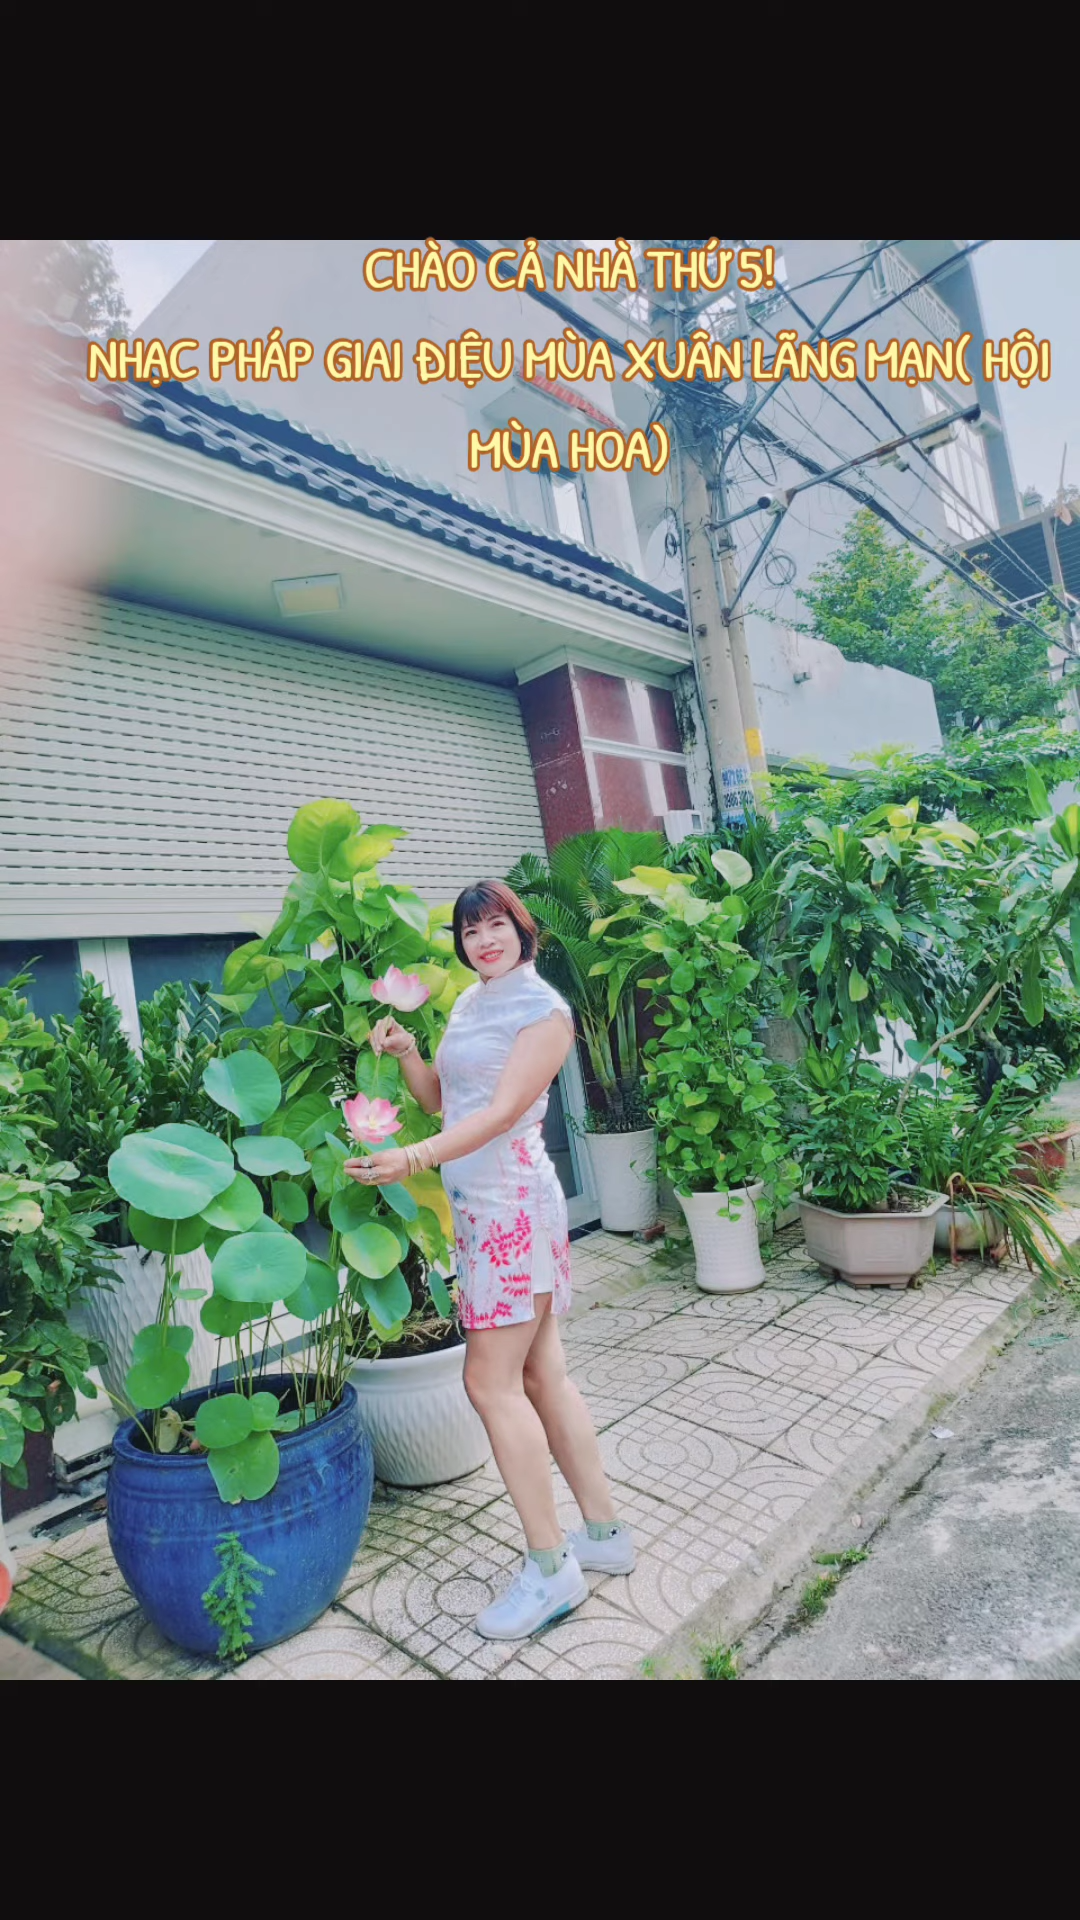 CHÀO CẢ NHÀ THỨ 5!
NHẠC PHÁP GIAI ĐIỆU MÙA XUÂN LÃNG MẠN( HỘI
MÙA HOA)